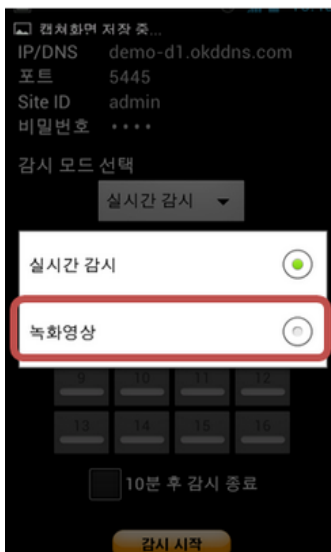 캡쳐화면 저장 중...
IP/DNS demo-d1.okddns.com
포트 5445
Site ID admin
비밀번호 ····
감시 모드 선택
실시간 감시
실시간 감시
녹화영상
9 10 11 12
13 14 15 16
10분 후 감시 종료
감시 시작